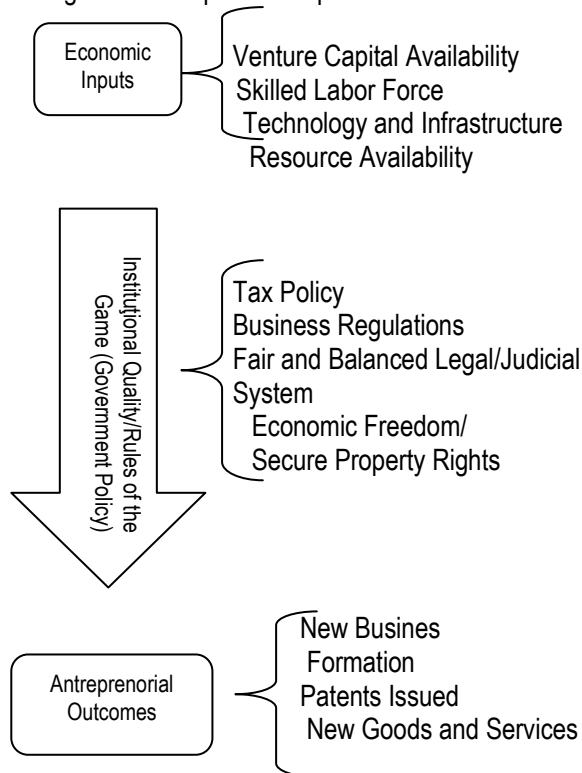 Economic
Inputs
Venture Capital Availability
Skilled Labor Force
Technology and Infrastructure
Resource Availability
Institutional Quality/Rules of the
Game (Government Policy)
Tax Policy
Business Regulations
Fair and Balanced Legal/Judicial
System
Economic Freedom/
Secure Property Rights
Antreprenorial
Outcomes
New Busines
Formation
Patents Issued
New Goods and Services